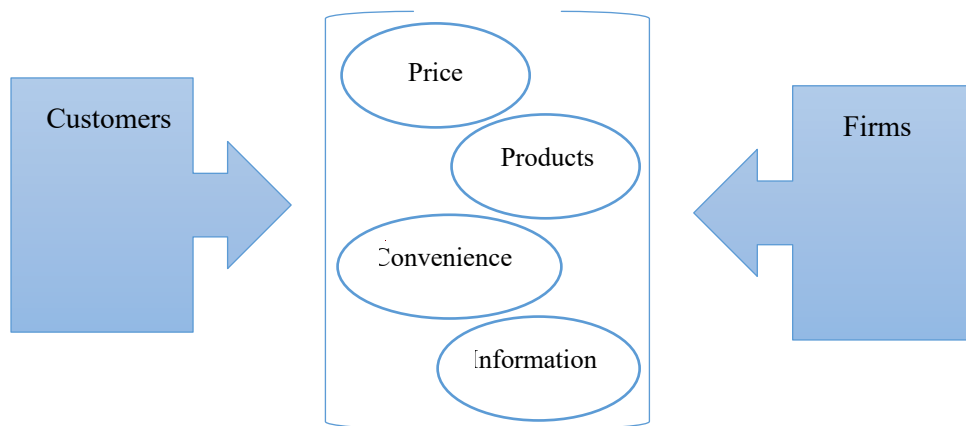 Price
Customers
Firms
Products
Convenience
Information